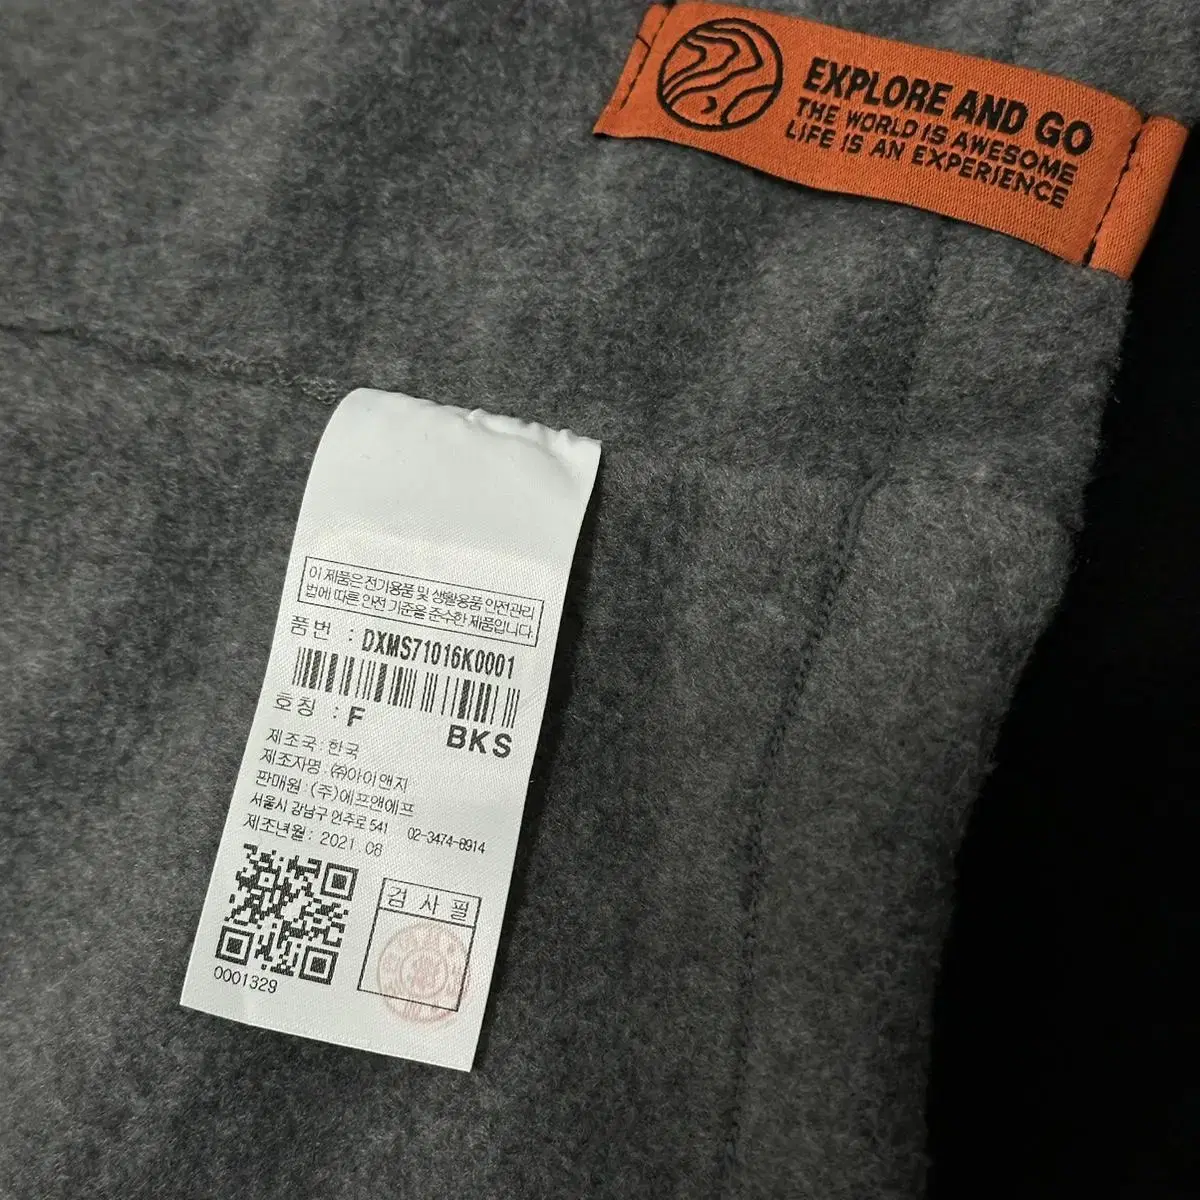 EXPLORE AND GO
THE WORLD IS AWESOME
LIFE IS AN EXPERIENCE
이 제품은 전기용품 및 생활용품 안전관리
법에 따른 안전 기준을 준수한 제품입니다.
품번 : DXMS71016K0001
호칭 : F
BKS
제조국 : 한국
제조자명 : ㈜아이앤지
판매원 : (주)에프앤에프
서울시 강남구 언주로 541 02-3474-8914
제조년월 : 2021.08
검사필
0001329